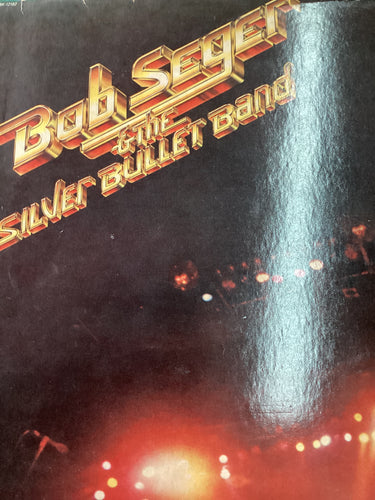 Bob Seger
& The
Silver Bullet Band